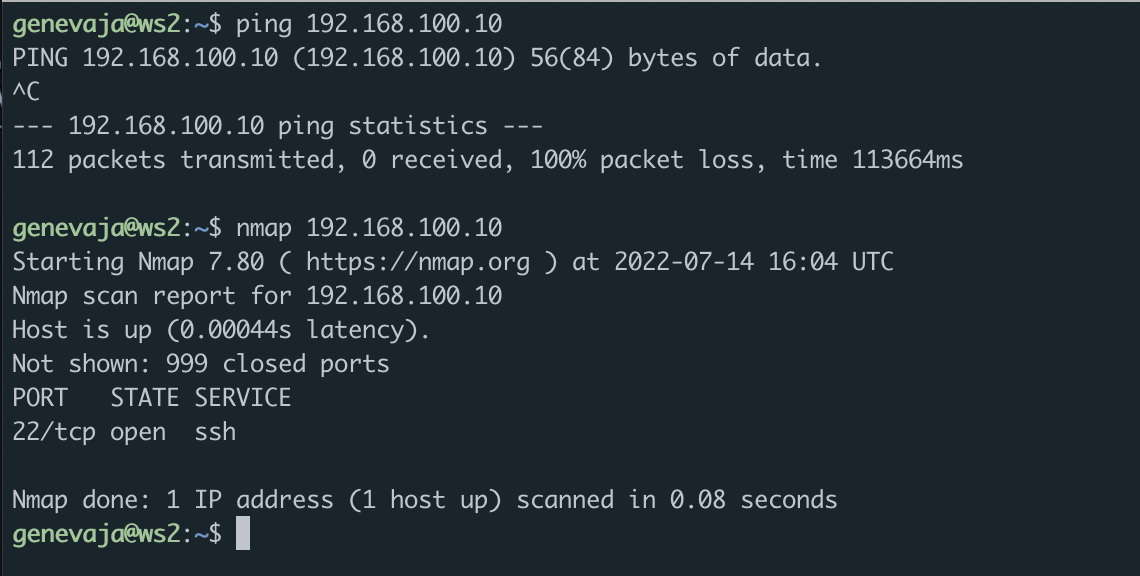 genevaja@ws2:~$ ping 192.168.100.10
PING 192.168.100.10 (192.168.100.10) 56(84) bytes of data.
^C
--- 192.168.100.10 ping statistics ---
112 packets transmitted, 0 received, 100% packet loss, time 113664ms

genevaja@ws2:~$ nmap 192.168.100.10
Starting Nmap 7.80 ( https://nmap.org ) at 2022-07-14 16:04 UTC
Nmap scan report for 192.168.100.10
Host is up (0.00044s latency).
Not shown: 999 closed ports
PORT   STATE SERVICE
22/tcp open  ssh

Nmap done: 1 IP address (1 host up) scanned in 0.08 seconds
genevaja@ws2:~$